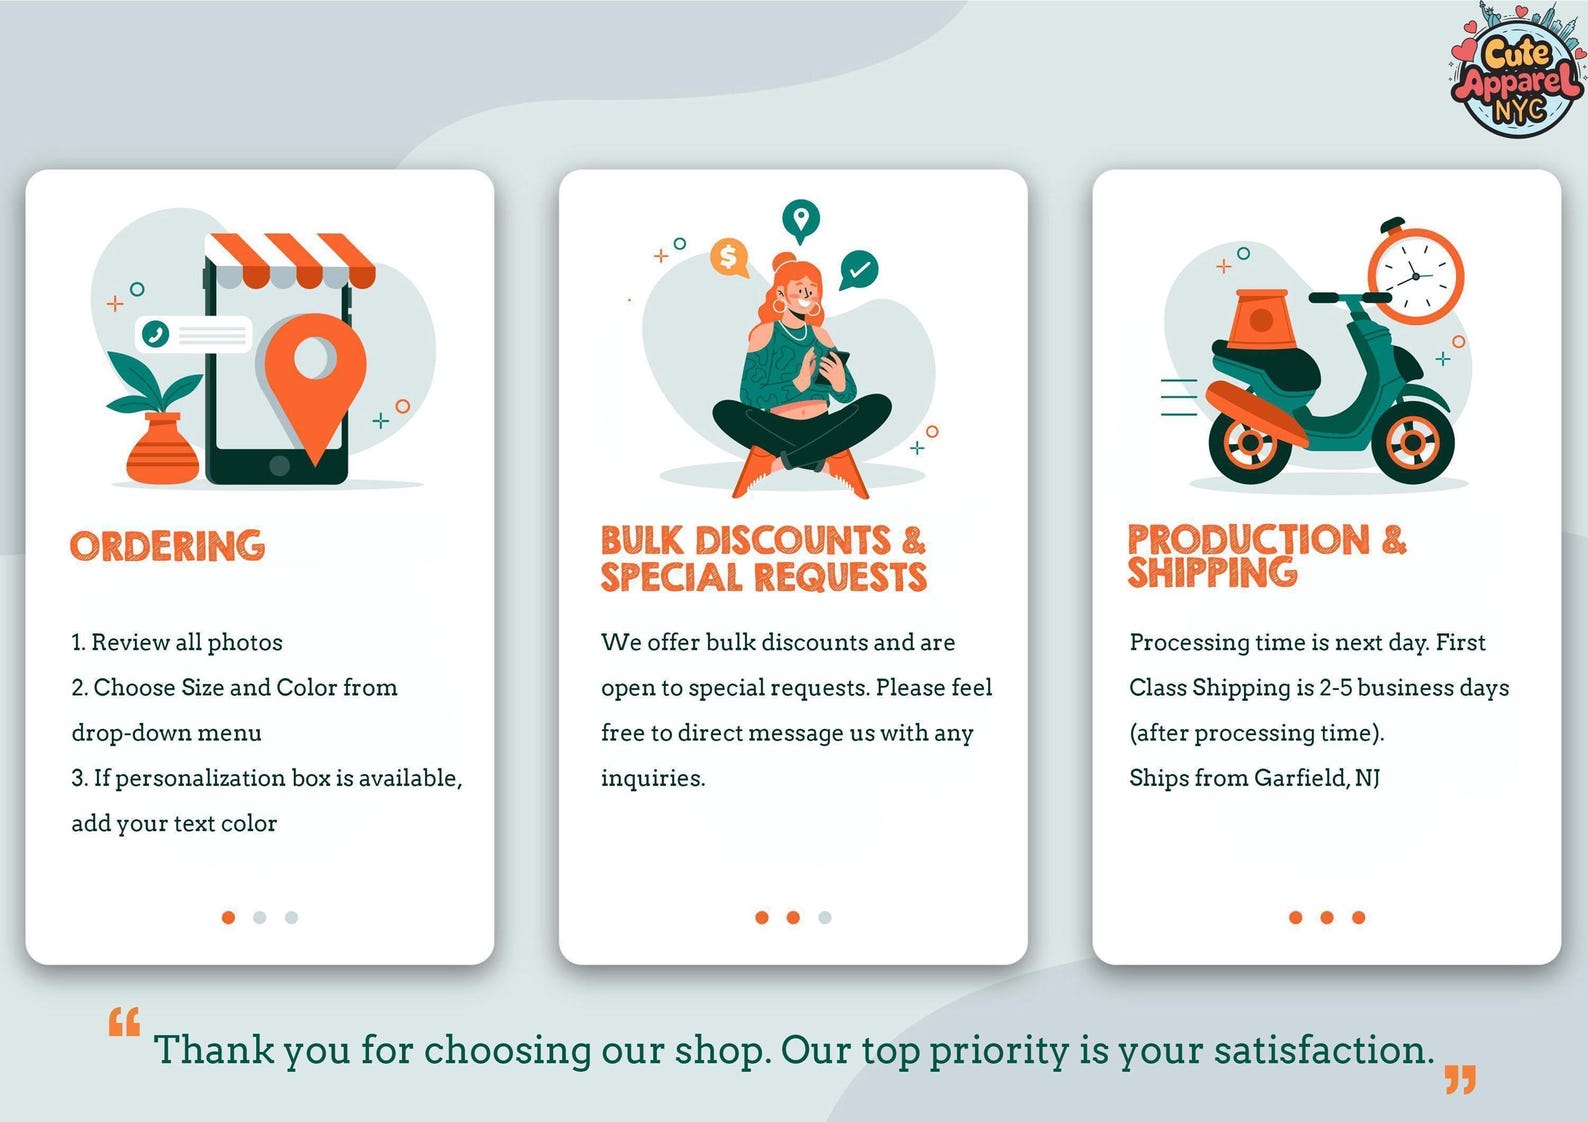 Cute
Apparel
NYC
ORDERING
1. Review all photos
2. Choose Size and Color from
drop-down menu
3. If personalization box is available,
add your text color
$
BULK DISCOUNTS &
SPECIAL REQUESTS
We offer bulk discounts and are
open to special requests. Please feel
free to direct message us with any
inquiries.
PRODUCTION &
SHIPPING
Processing time is next day. First
Class Shipping is 2-5 business days
(after processing time).
Ships from Garfield, NJ
“Thank you for choosing our shop. Our top priority is your satisfaction.”